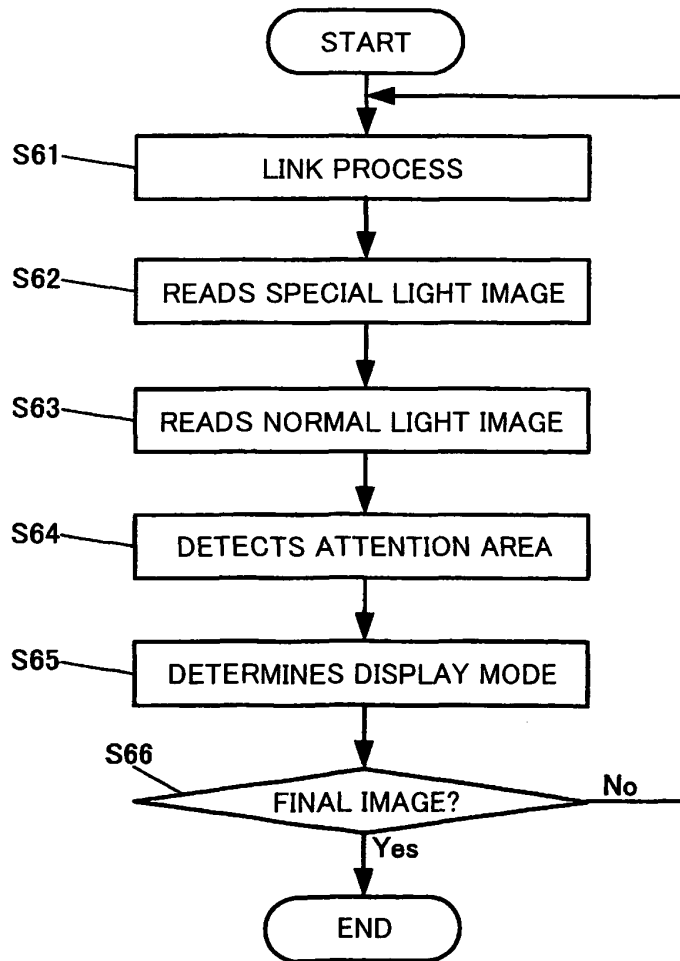 START
S61
LINK PROCESS
S62
READS SPECIAL LIGHT IMAGE
S63
READS NORMAL LIGHT IMAGE
S64
DETECTS ATTENTION AREA
S65
DETERMINES DISPLAY MODE
S66
FINAL IMAGE?
No
Yes
END